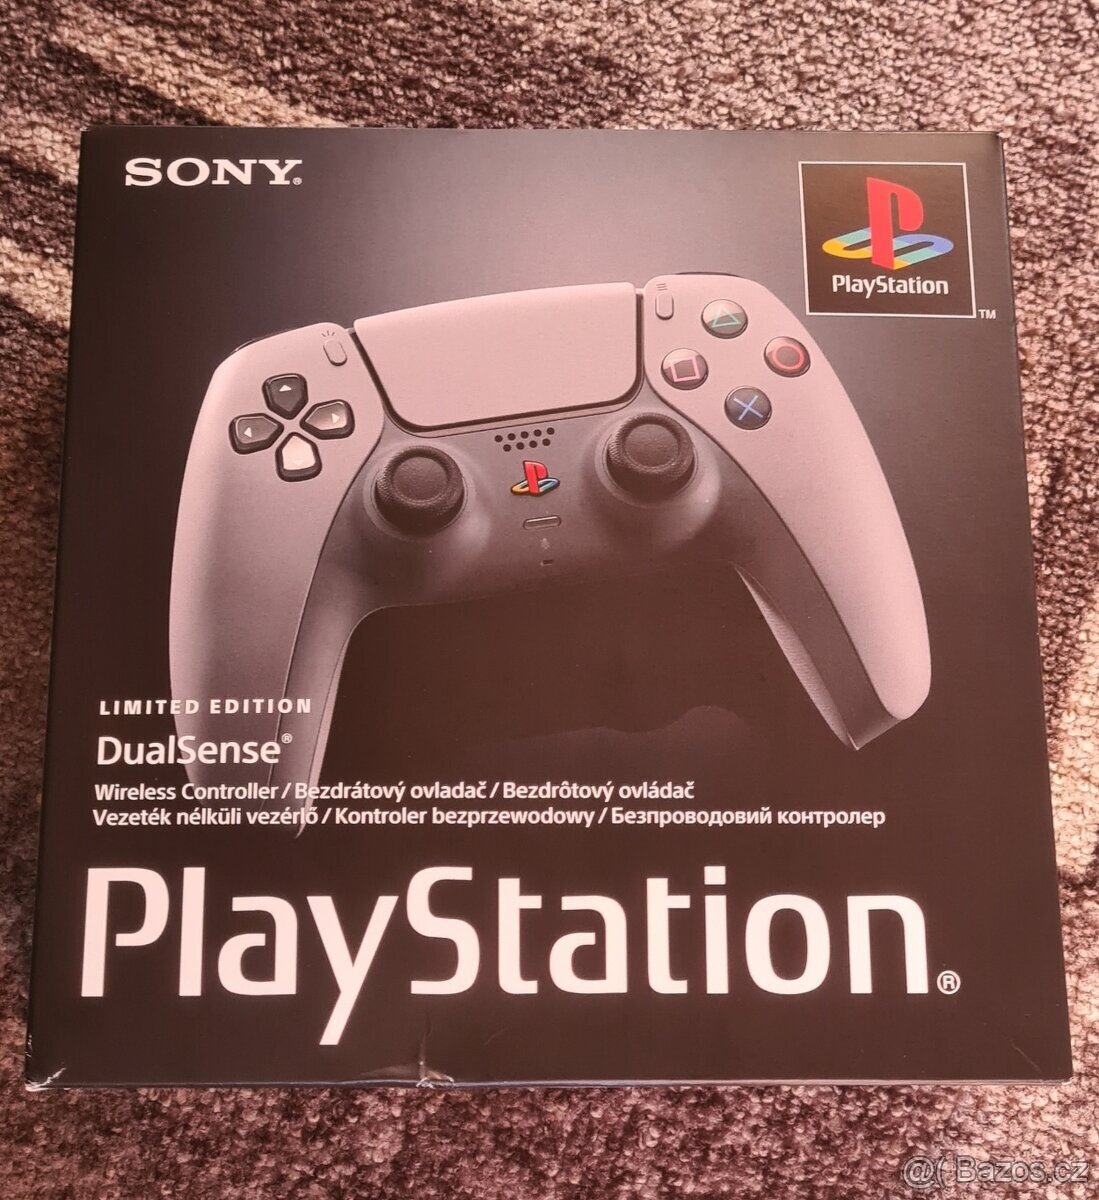 SONY®
PlayStation
TM
LIMITED EDITION
DualSense®
Wireless Controller / Bezdrátový ovladač / Bezdrôtový ovládač
Vezeték nélküli vezérlő / Kontroler bezprzewodowy / Безпроводовий контролер
PlayStation®
@( Bazos.cz